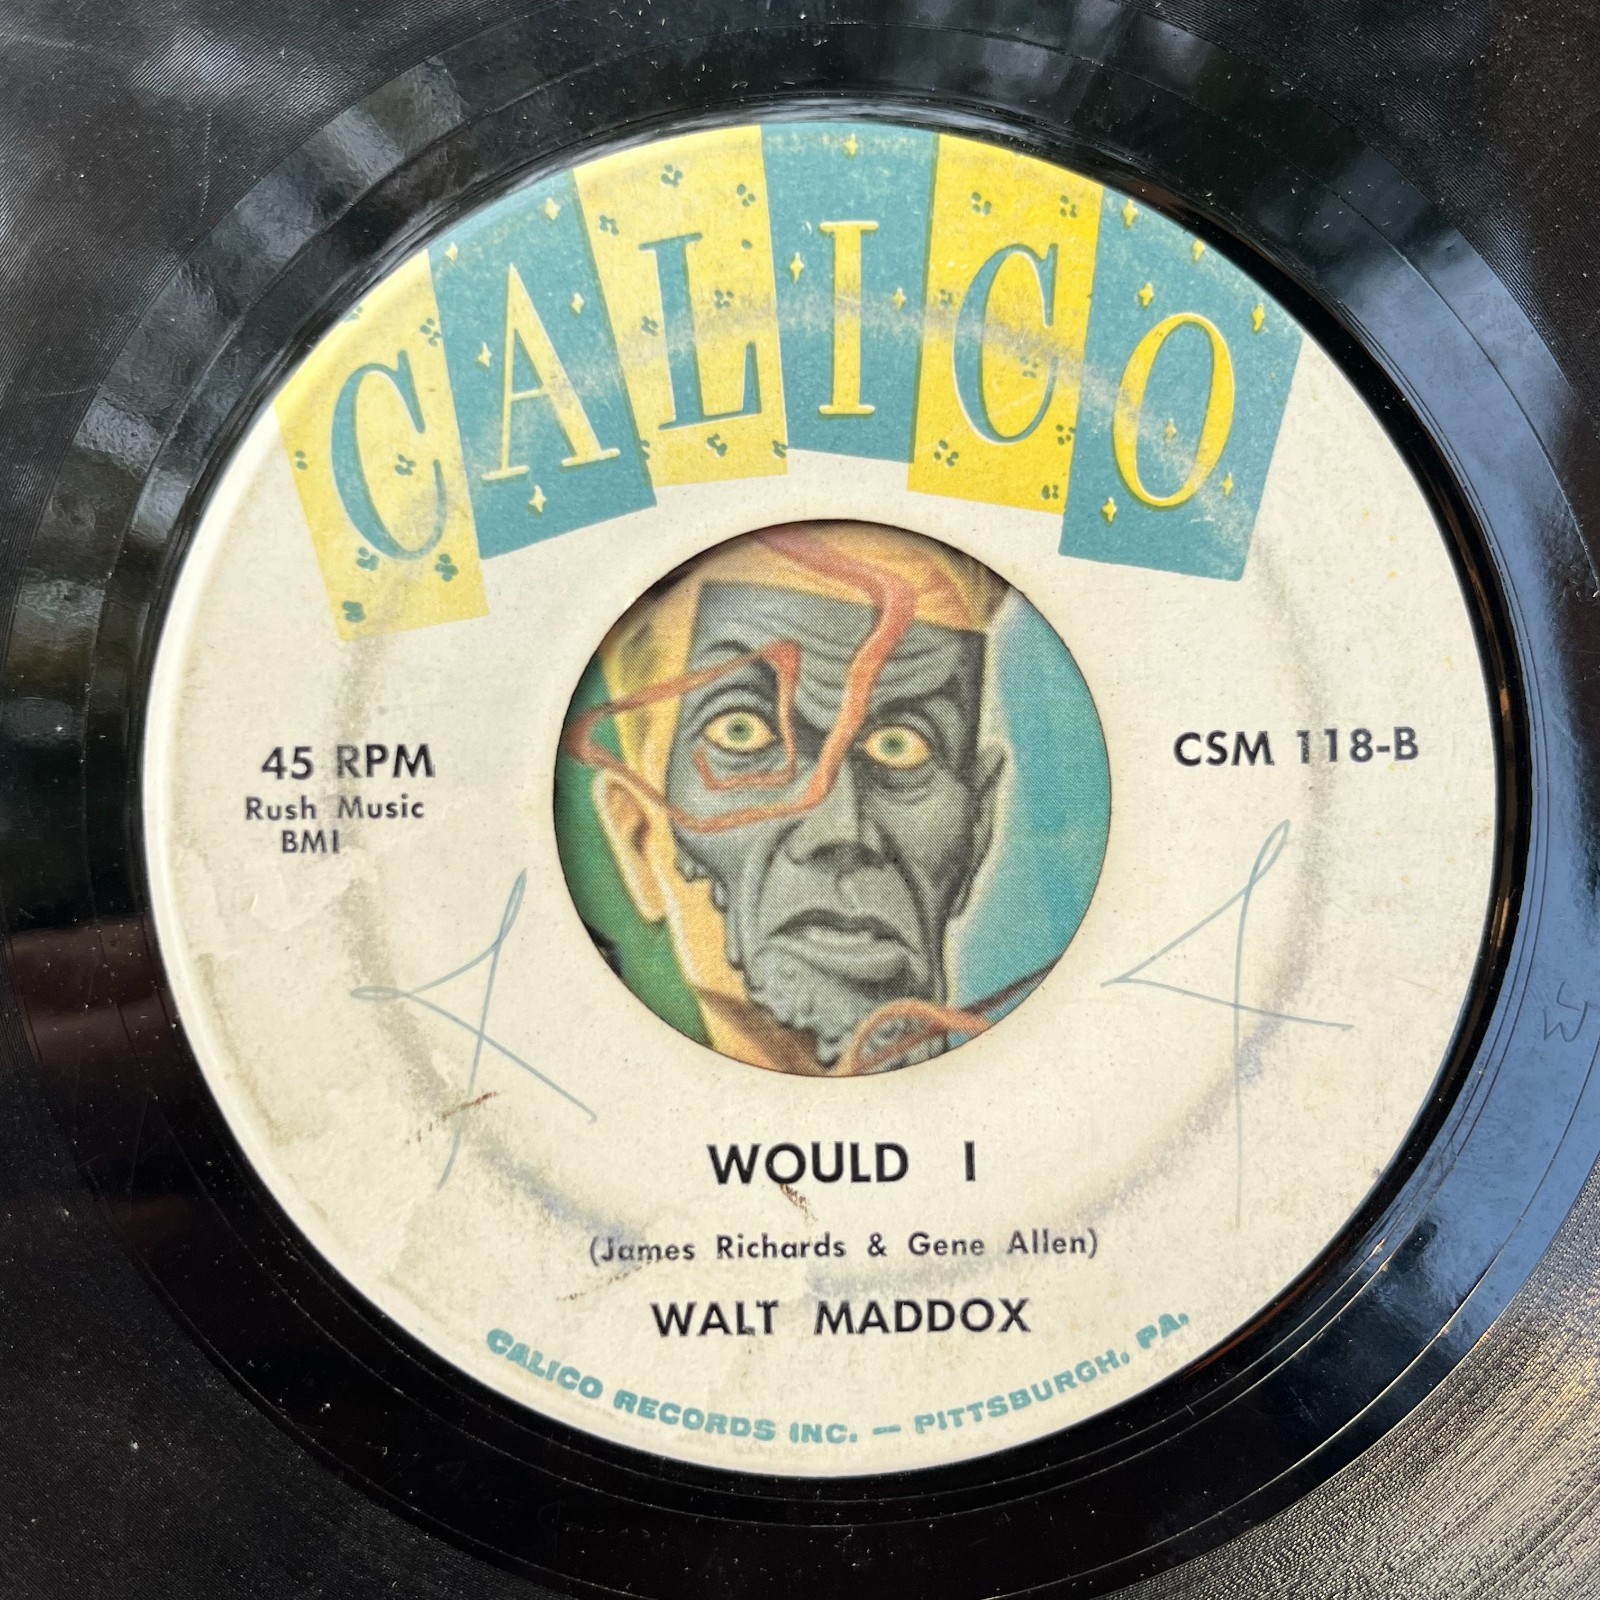 CALICO
45 RPM
Rush Music
BMI
CSM 118-B
WOULD I
(James Richards & Gene Allen)
WALT MADDOX
CALICO RECORDS INC. — PITTSBURGH, PA.